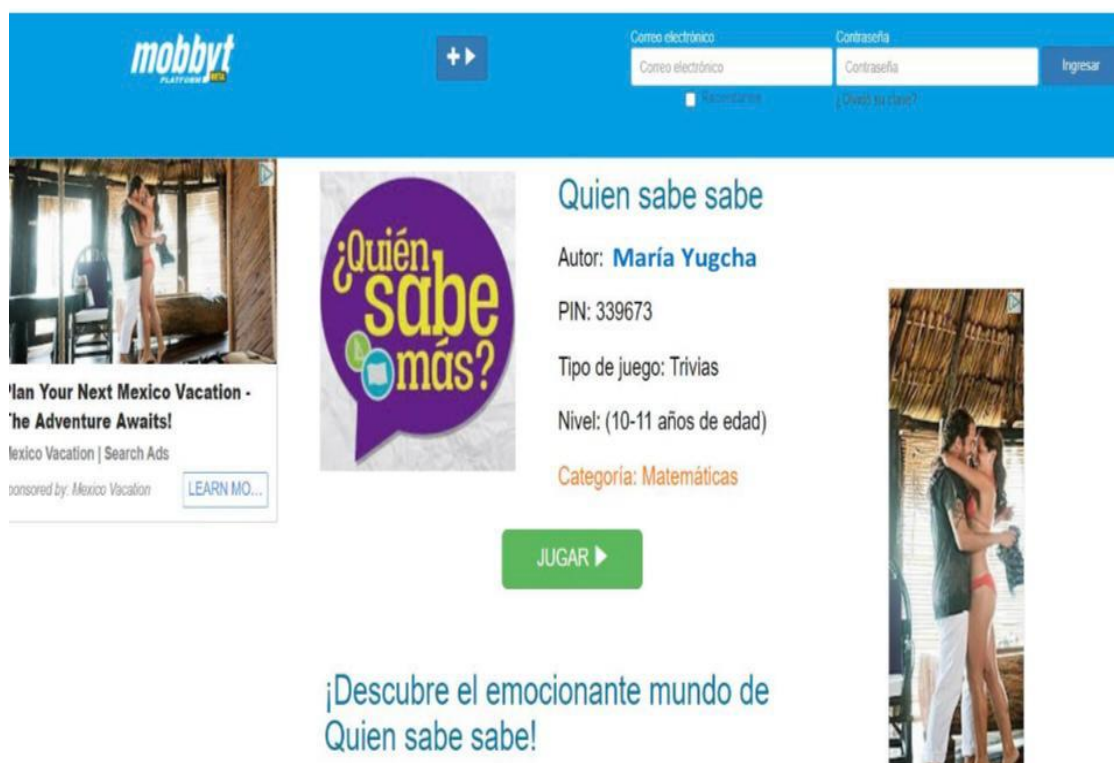 mobbyt
PLATFORM BETA
Correo electrónico
Correo electrónico
Recordarme
Contraseña
Contraseña
¿Olvidó su clave?
Ingresar
lan Your Next Mexico Vacation -
he Adventure Awaits!
exico Vacation | Search Ads
ponsored by: Mexico Vacation
LEARN MO...
¿Quién
sabe
más?
Quien sabe sabe
Autor: María Yugcha
PIN: 339673
Tipo de juego: Trivias
Nivel: (10-11 años de edad)
Categoría: Matemáticas
JUGAR
¡Descubre el emocionante mundo de
Quien sabe sabe!